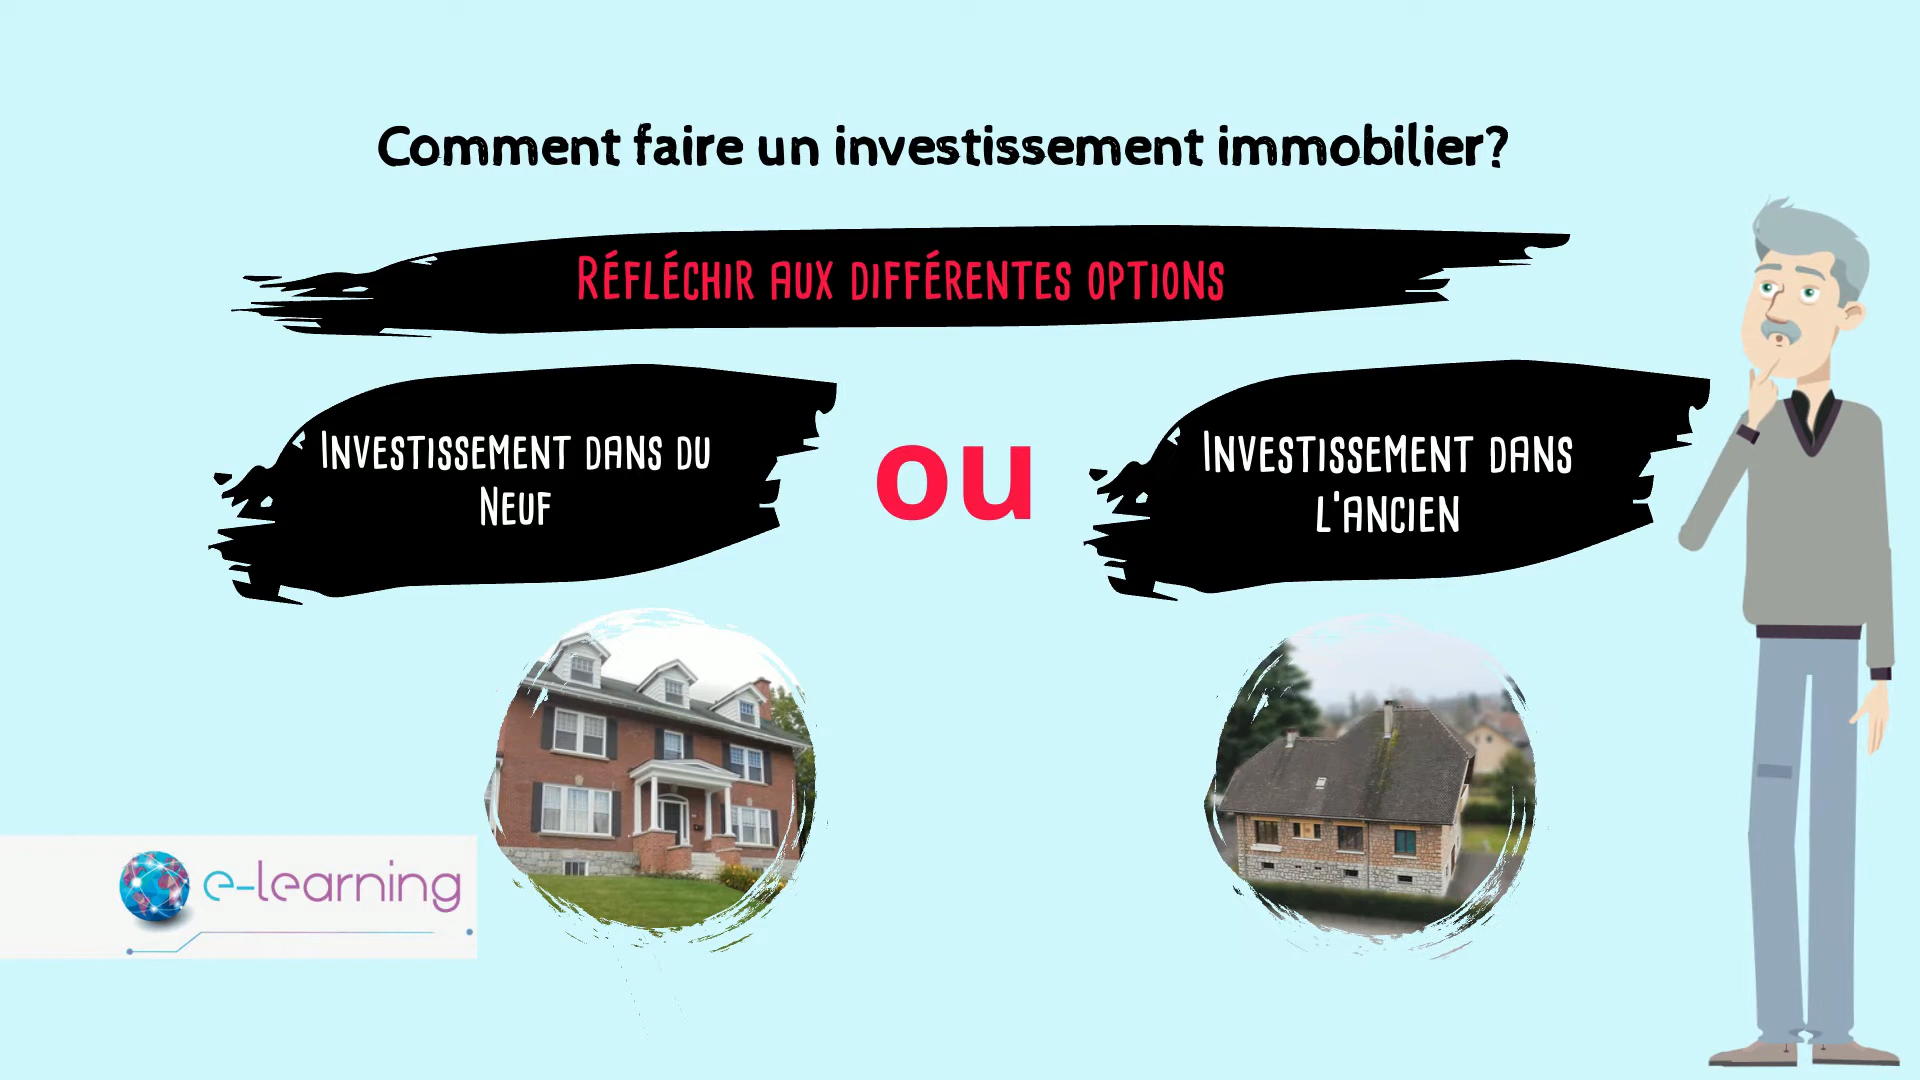 Comment faire un investissement immobilier?
Réfléchir aux différentes options
Investissement dans du
Neuf
ou
Investissement dans
l'ancien
e-learning